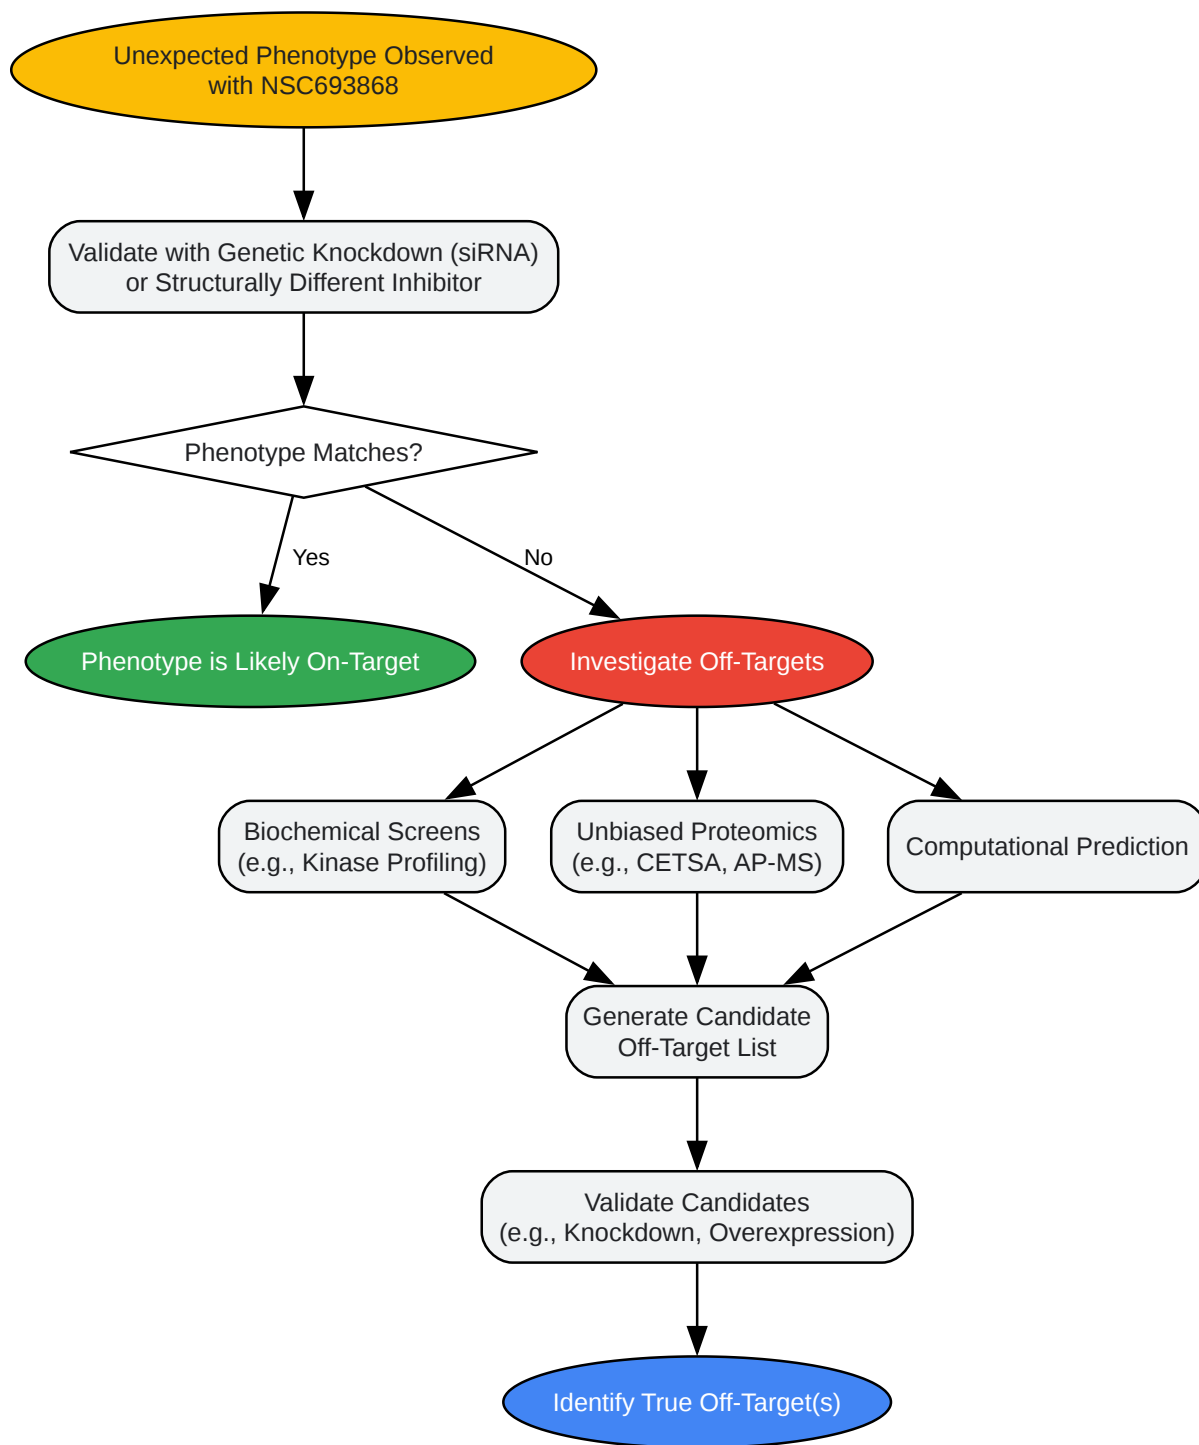 Unexpected Phenotype Observed
with NSC693868
Validate with Genetic Knockdown (siRNA)
or Structurally Different Inhibitor
Phenotype Matches?
Yes
No
Phenotype is Likely On-Target
Investigate Off-Targets
Biochemical Screens
(e.g., Kinase Profiling)
Unbiased Proteomics
(e.g., CETSA, AP-MS)
Computational Prediction
Generate Candidate
Off-Target List
Validate Candidates
(e.g., Knockdown, Overexpression)
Identify True Off-Target(s)